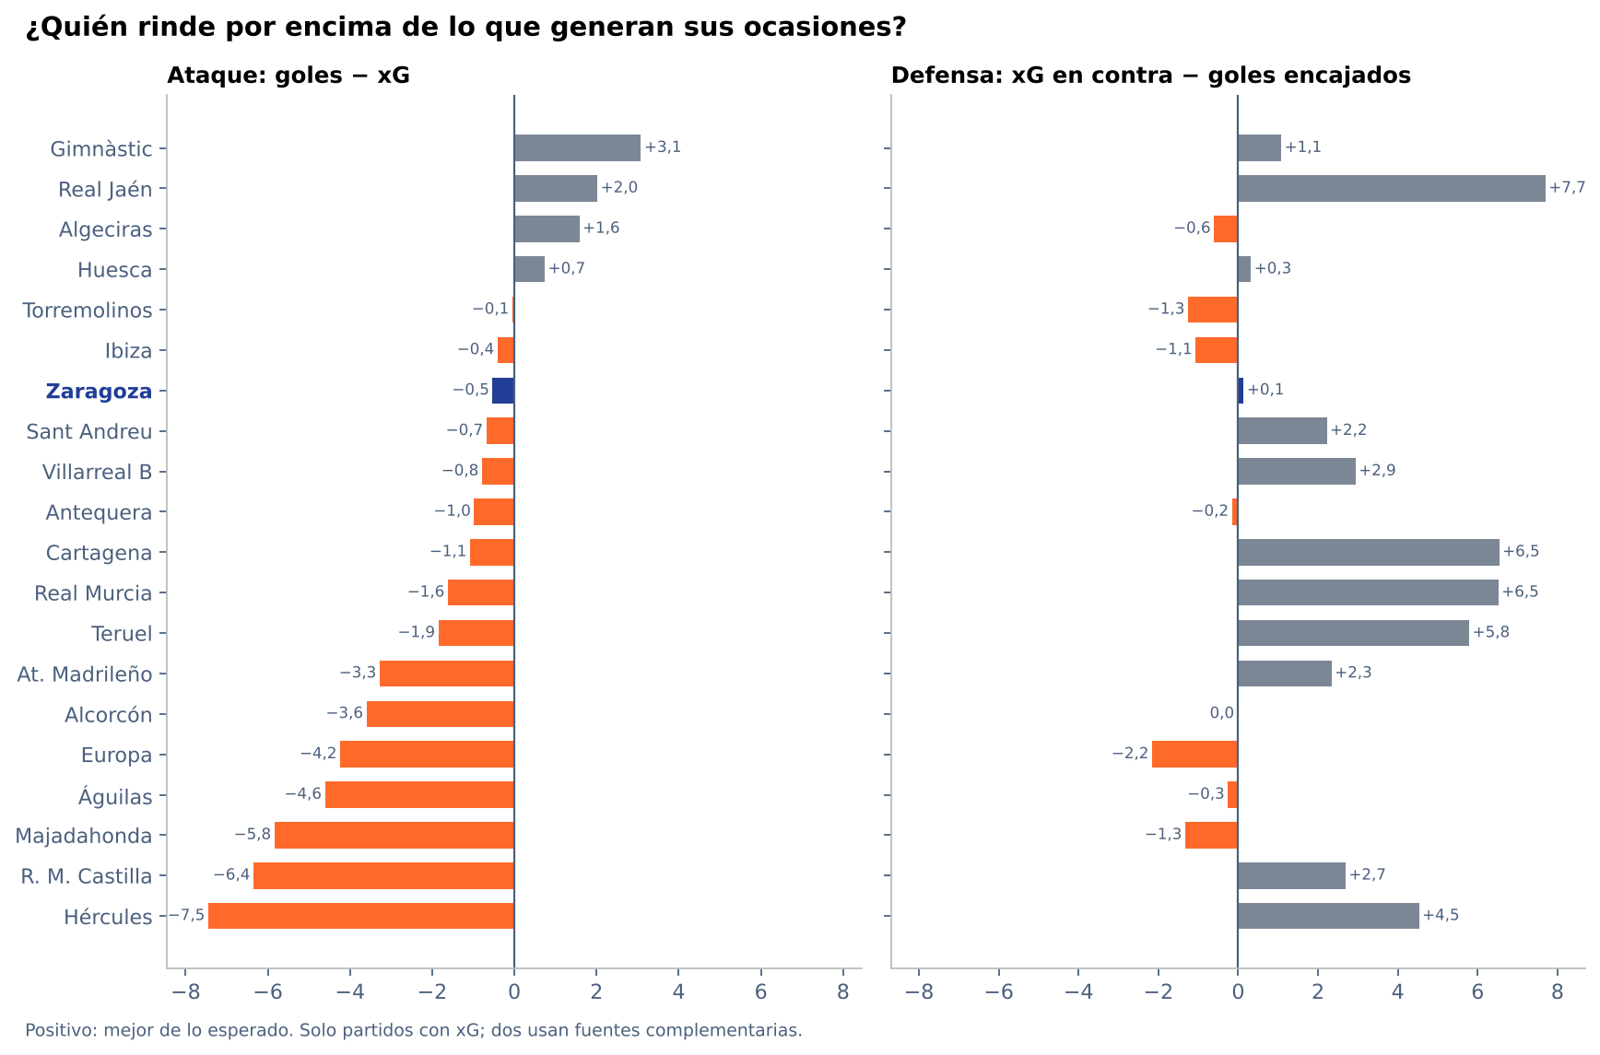 ¿Quién rinde por encima de lo que generan sus ocasiones?
Ataque: goles − xG
Defensa: xG en contra − goles encajados
Gimnàstic +3,1 +1,1
Real Jaén +2,0 +7,7
Algeciras +1,6 −0,6
Huesca +0,7 +0,3
Torremolinos −0,1 −1,3
Ibiza −0,4 −1,1
Zaragoza −0,5 +0,1
Sant Andreu −0,7 +2,2
Villarreal B −0,8 +2,9
Antequera −1,0 −0,2
Cartagena −1,1 +6,5
Real Murcia −1,6 +6,5
Teruel −1,9 +5,8
At. Madrileño −3,3 +2,3
Alcorcón −3,6 0,0
Europa −4,2 −2,2
Águilas −4,6 −0,3
Majadahonda −5,8 −1,3
R. M. Castilla −6,4 +2,7
Hércules −7,5 +4,5
−8 −6 −4 −2 0 2 4 6 8
−8 −6 −4 −2 0 2 4 6 8
Positivo: mejor de lo esperado. Solo partidos con xG; dos usan fuentes complementarias.